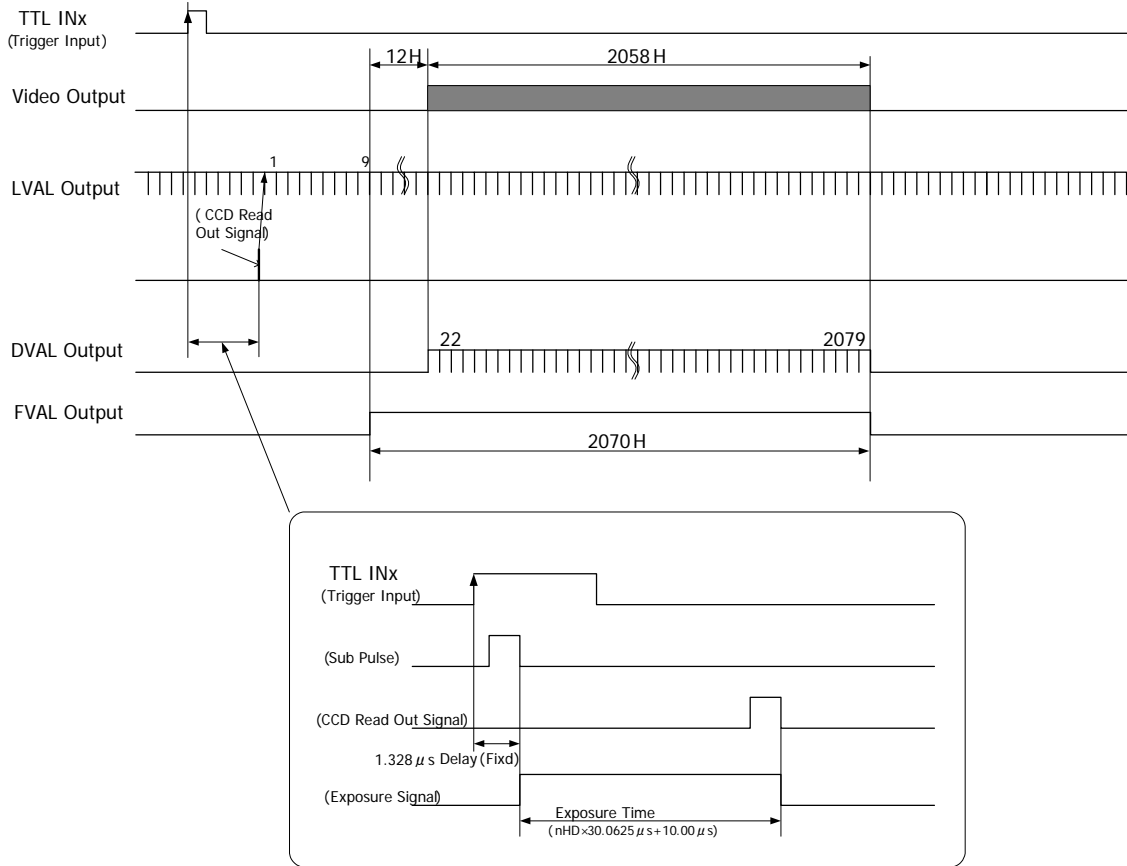 TTL INx
(Trigger Input)
12H
2058H
Video Output
1
9
LVAL Output
( CCD Read
Out Signal)
22
2079
DVAL Output
FVAL Output
2070H
TTL INx
(Trigger Input)
(Sub Pulse)
(CCD Read Out Signal)
1.328 μs Delay(Fixd)
(Exposure Signal)
Exposure Time
(nHD×30.0625μs+10.00μs)